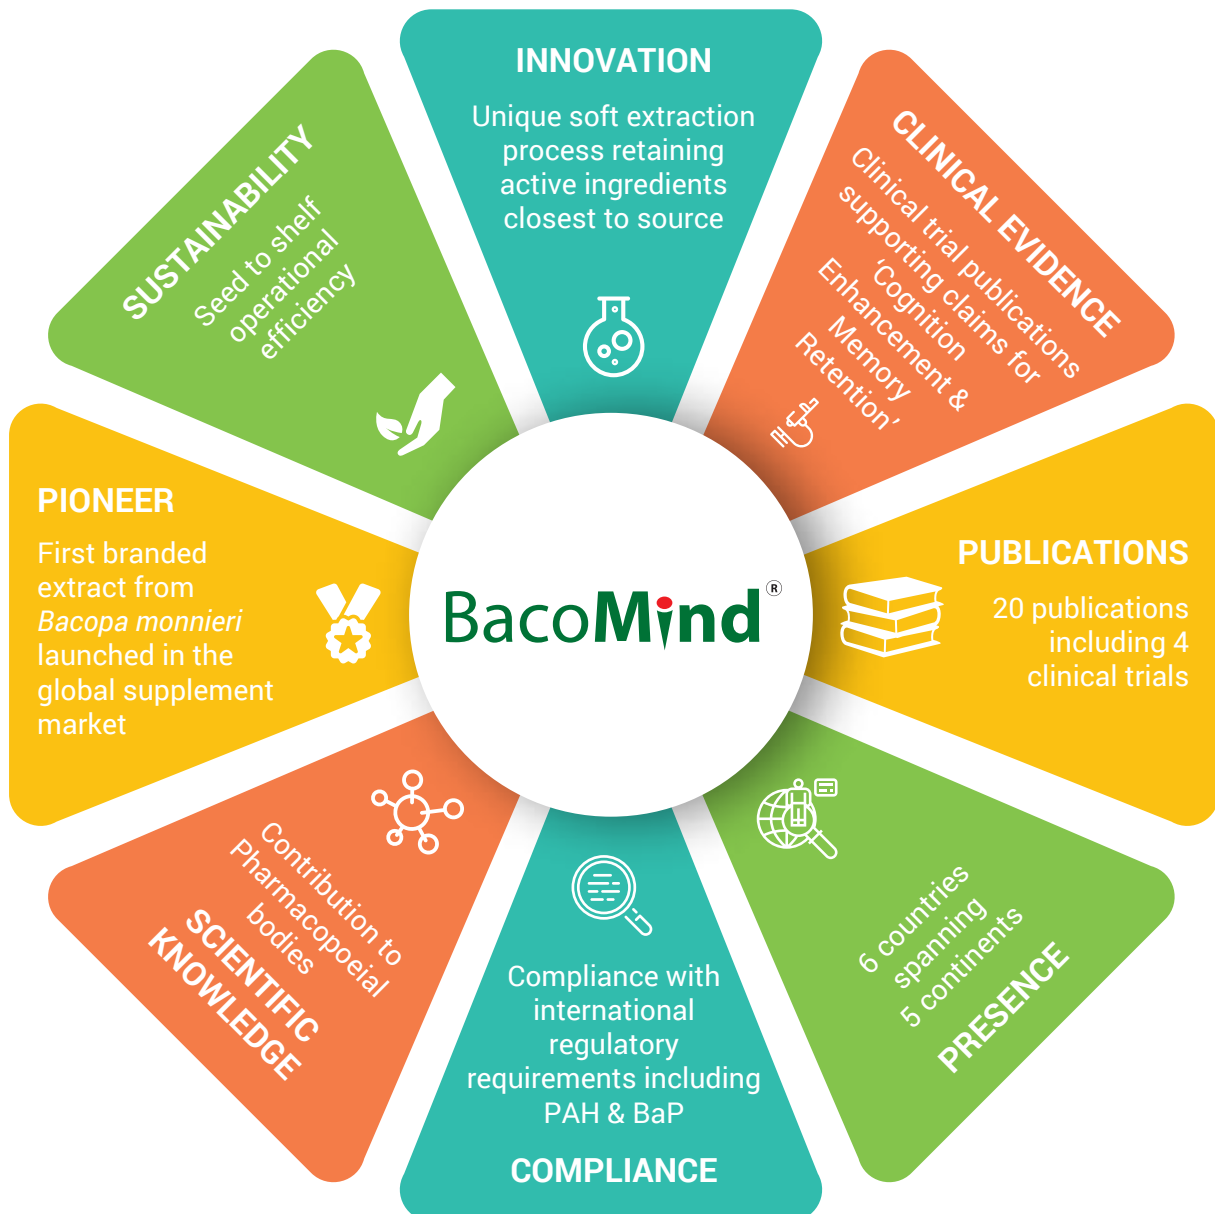 INNOVATION
Unique soft extraction
process retaining
active ingredients
closest to source
CLINICAL EVIDENCE
Clinical trial publications
supporting claims for
‘Cognition
Enhancement &
Memory
Retention’
PUBLICATIONS
20 publications
including 4
clinical trials
6 countries
spanning
5 continents
PRESENCE
Compliance with
international
regulatory
requirements including
PAH & BaP
COMPLIANCE
Contribution to
Pharmacopoeial
bodies
SCIENTIFIC
KNOWLEDGE
PIONEER
First branded
extract from
Bacopa monnieri
launched in the
global supplement
market
SUSTAINABILITY
Seed to shelf
operational
efficiency
BacoMind®